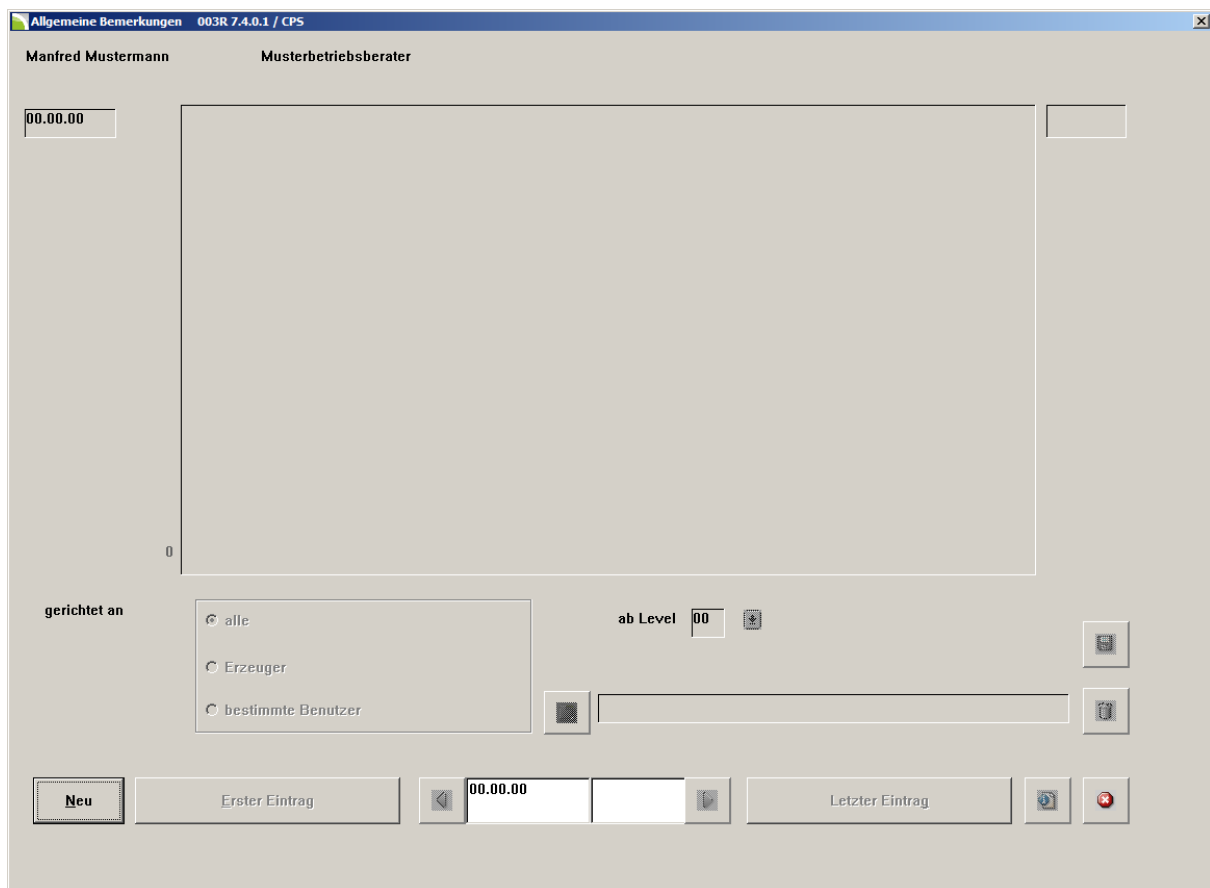 Allgemeine Bemerkungen 003R 7.4.0.1 / CPS
Manfred Mustermann Musterbetriebsberater
00.00.00
0
gerichtet an
alle
ab Level 00
Erzeuger
bestimmte Benutzer
Neu Erster Eintrag 00.00.00 Letzter Eintrag